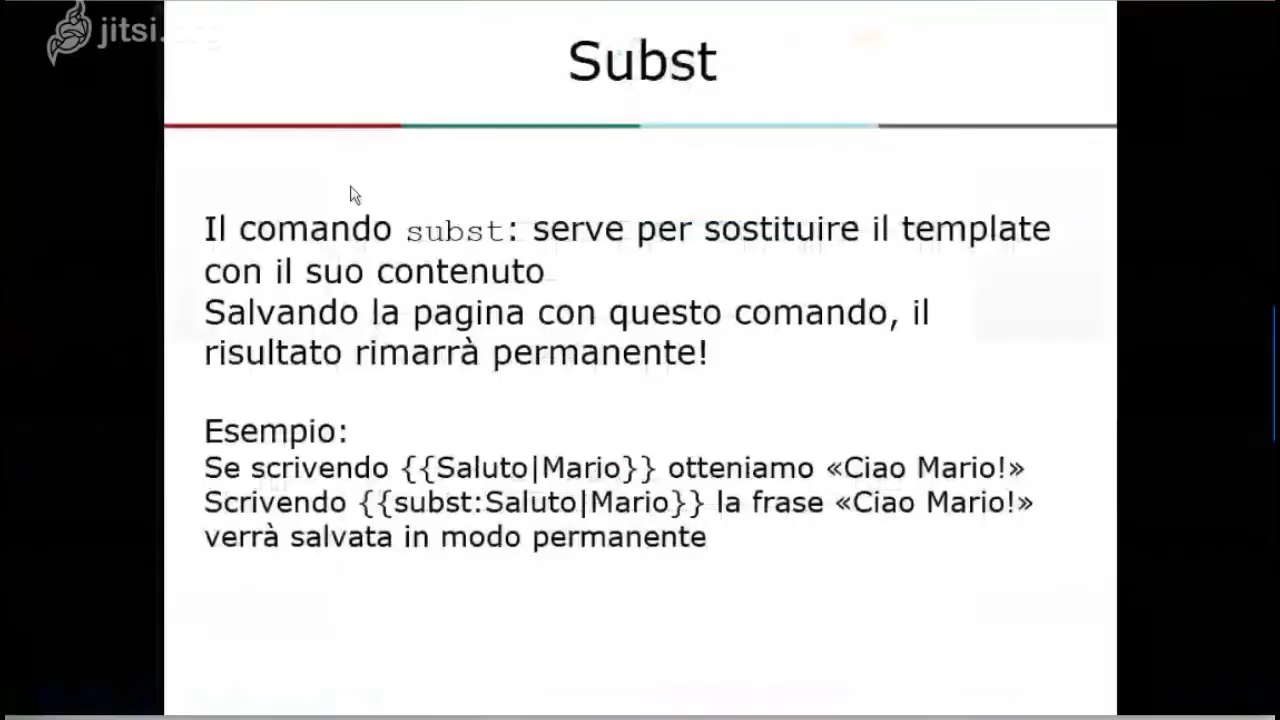 jitsi.org
Subst
Il comando subst: serve per sostituire il template
con il suo contenuto
Salvando la pagina con questo comando, il
risultato rimarrà permanente!
Esempio:
Se scrivendo {{Saluto|Mario}} otteniamo «Ciao Mario!»
Scrivendo {{subst:Saluto|Mario}} la frase «Ciao Mario!»
verrà salvata in modo permanente